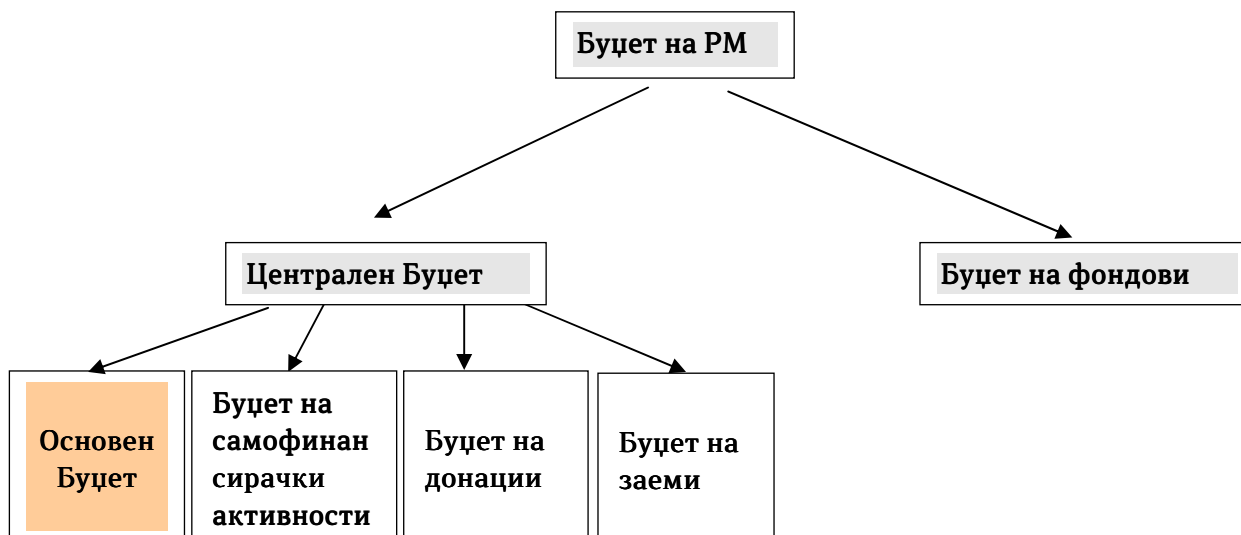 Буџет на РМ
Централен Буџет
Буџет на фондови
Основен
Буџет
Буџет на
самофинан
сирачки
активности
Буџет на
донации
Буџет на
заеми